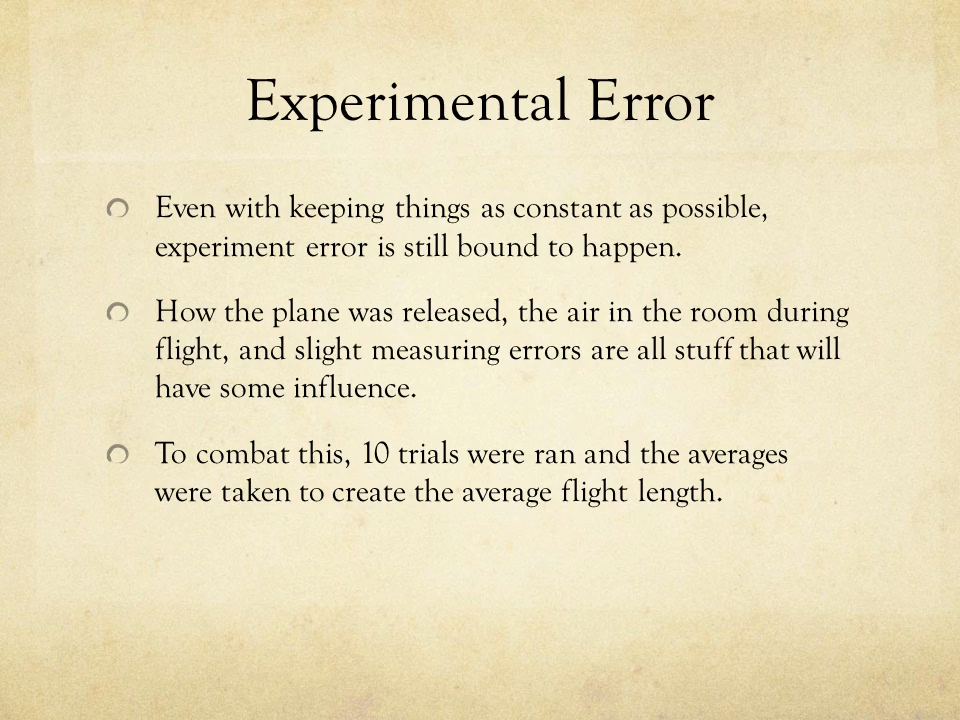 Experimental Error
Even with keeping things as constant as possible,
experiment error is still bound to happen.
How the plane was released, the air in the room during
flight, and slight measuring errors are all stuff that will
have some influence.
To combat this, 10 trials were ran and the averages
were taken to create the average flight length.